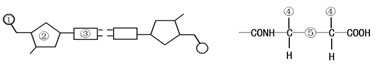 ①
②
③
④ ④
—CONH— ⑤ —COOH
H H